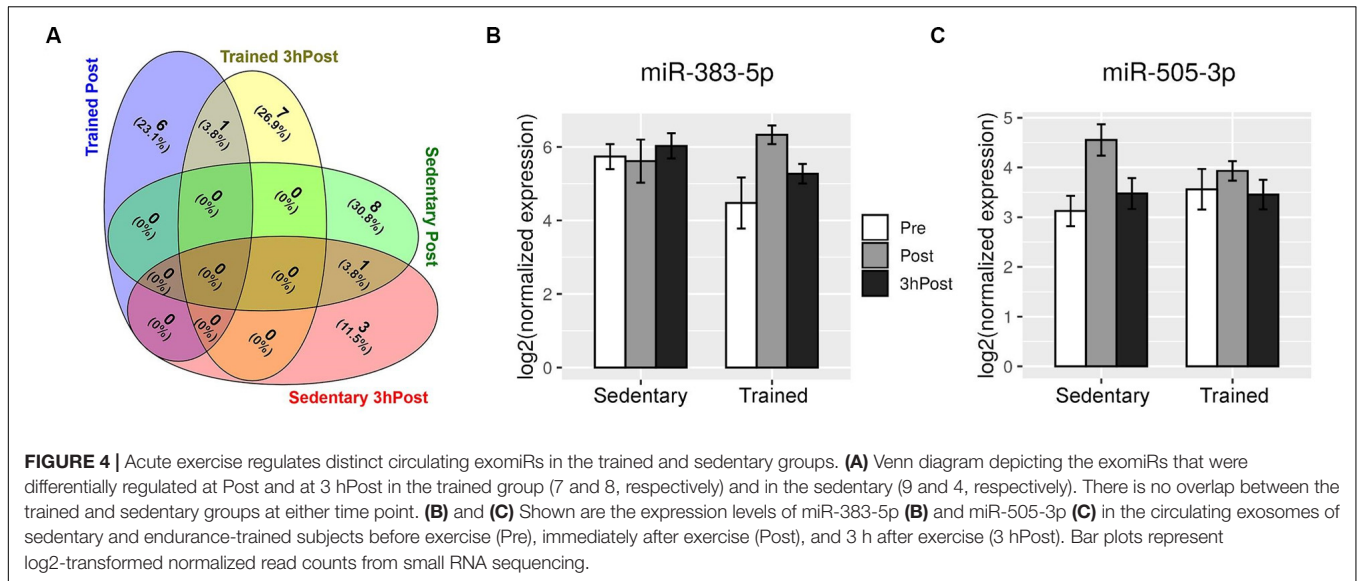 A
Trained 3hPost
Trained Post
Sedentary Post
Sedentary 3hPost
6
(23.1%)
1
(3.8%)
7
(26.9%)
0
(0%)
0
(0%)
0
(0%)
8
(30.8%)
0
(0%)
0
(0%)
0
(0%)
1
(3.8%)
0
(0%)
0
(0%)
0
(0%)
3
(11.5%)
B
miR-383-5p
log2(normalized expression)
6
4
2
0
Sedentary
Trained
Pre
Post
3hPost
C
miR-505-3p
log2(normalized expression)
5
4
3
2
1
0
Sedentary
Trained
FIGURE 4 | Acute exercise regulates distinct circulating exomiRs in the trained and sedentary groups. (A) Venn diagram depicting the exomiRs that were
differentially regulated at Post and at 3 hPost in the trained group (7 and 8, respectively) and in the sedentary (9 and 4, respectively). There is no overlap between the
trained and sedentary groups at either time point. (B) and (C) Shown are the expression levels of miR-383-5p (B) and miR-505-3p (C) in the circulating exosomes of
sedentary and endurance-trained subjects before exercise (Pre), immediately after exercise (Post), and 3 h after exercise (3 hPost). Bar plots represent
log2-transformed normalized read counts from small RNA sequencing.